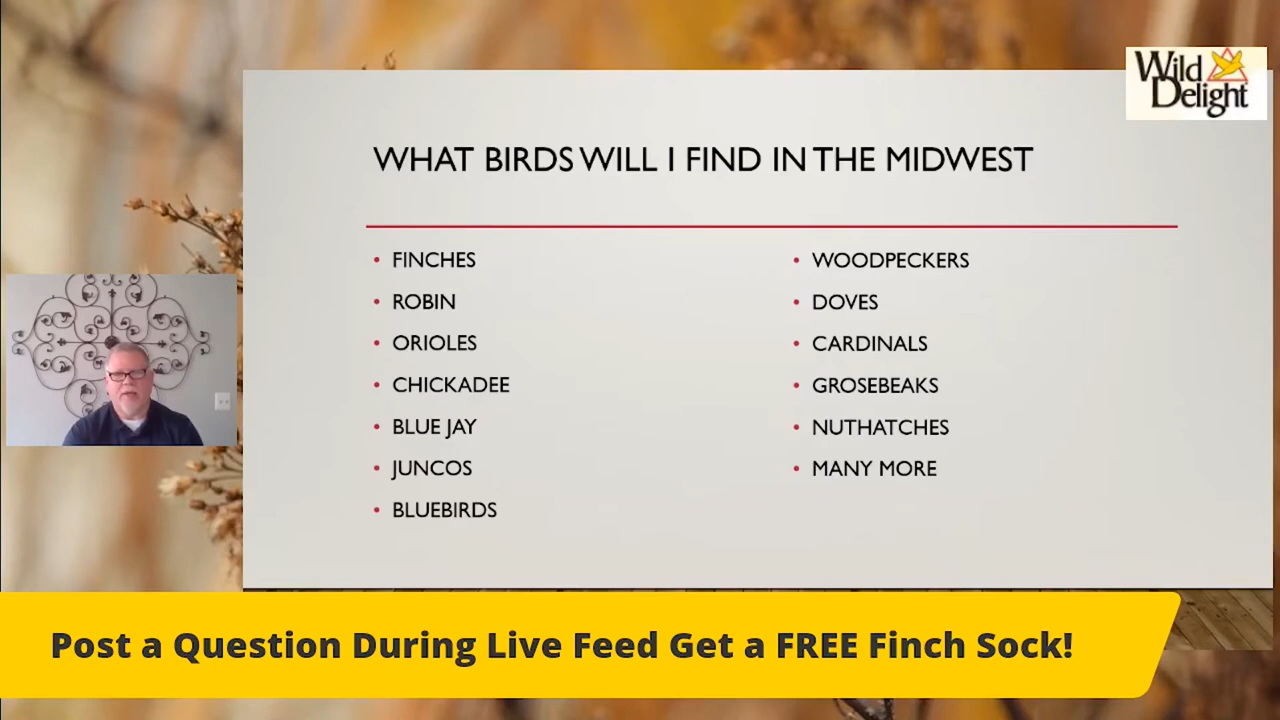 Wild
Delight
WHAT BIRDS WILL I FIND IN THE MIDWEST
• FINCHES
• ROBIN
• ORIOLES
• CHICKADEE
• BLUE JAY
• JUNCOS
• BLUEBIRDS
• WOODPECKERS
• DOVES
• CARDINALS
• GROSEBEAKS
• NUTHATCHES
• MANY MORE
Post a Question During Live Feed Get a FREE Finch Sock!